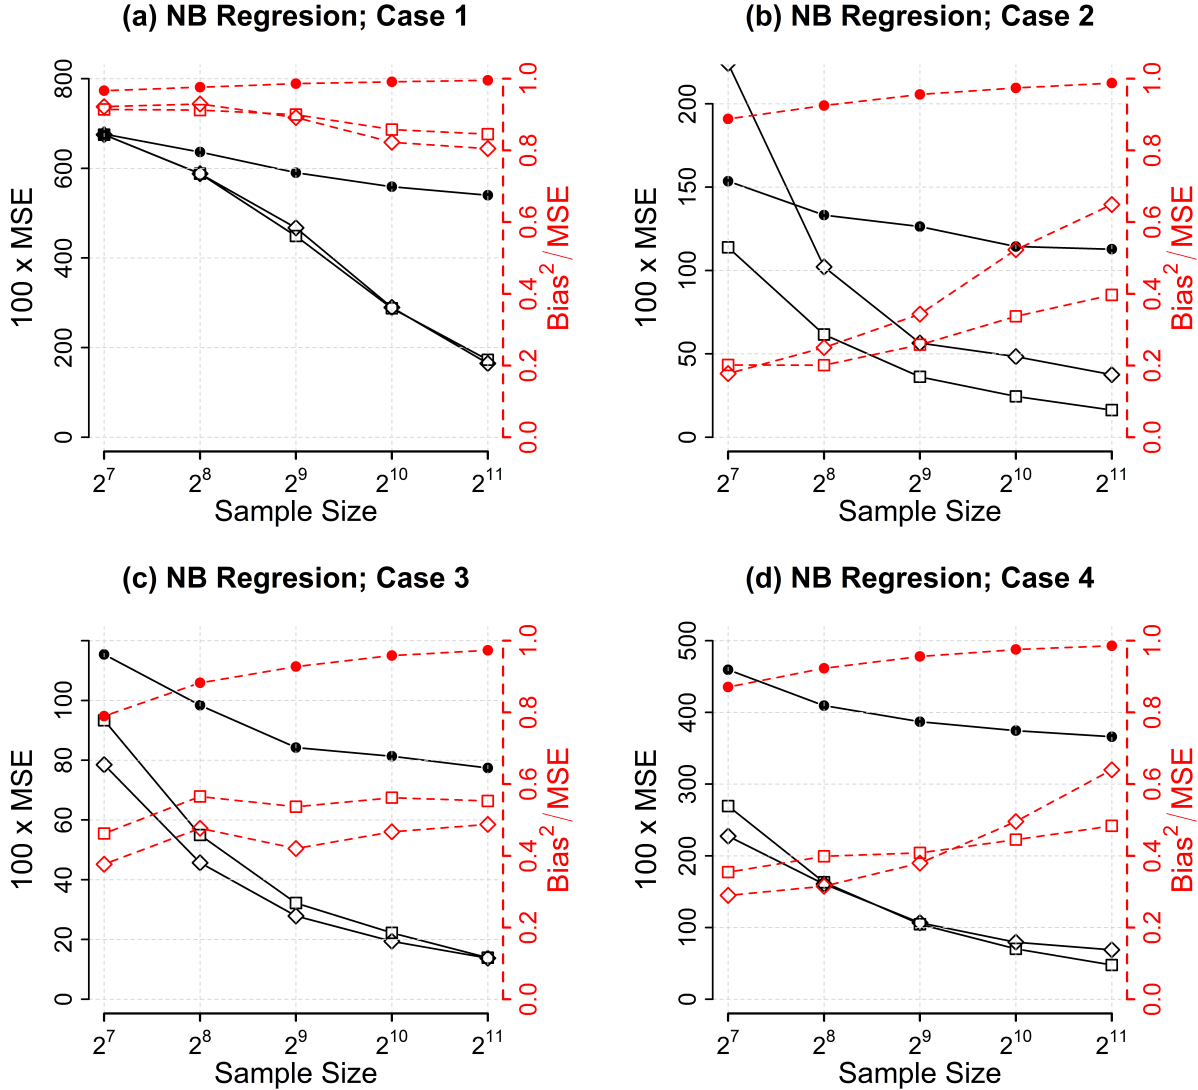 (a) NB Regresion; Case 1
800
600
400
200
0
100 x MSE
1.0
0.8
0.6
0.4
0.2
0.0
Bias²/MSE
2⁷ 2⁸ 2⁹ 2¹⁰ 2¹¹
Sample Size
(b) NB Regresion; Case 2
200
150
100
50
0
100 x MSE
1.0
0.8
0.6
0.4
0.2
0.0
Bias²/MSE
2⁷ 2⁸ 2⁹ 2¹⁰ 2¹¹
Sample Size
(c) NB Regresion; Case 3
100
80
60
40
20
0
100 x MSE
1.0
0.8
0.6
0.4
0.2
0.0
Bias²/MSE
2⁷ 2⁸ 2⁹ 2¹⁰ 2¹¹
Sample Size
(d) NB Regresion; Case 4
500
400
300
200
100
0
100 x MSE
1.0
0.8
0.6
0.4
0.2
0.0
Bias²/MSE
2⁷ 2⁸ 2⁹ 2¹⁰ 2¹¹
Sample Size